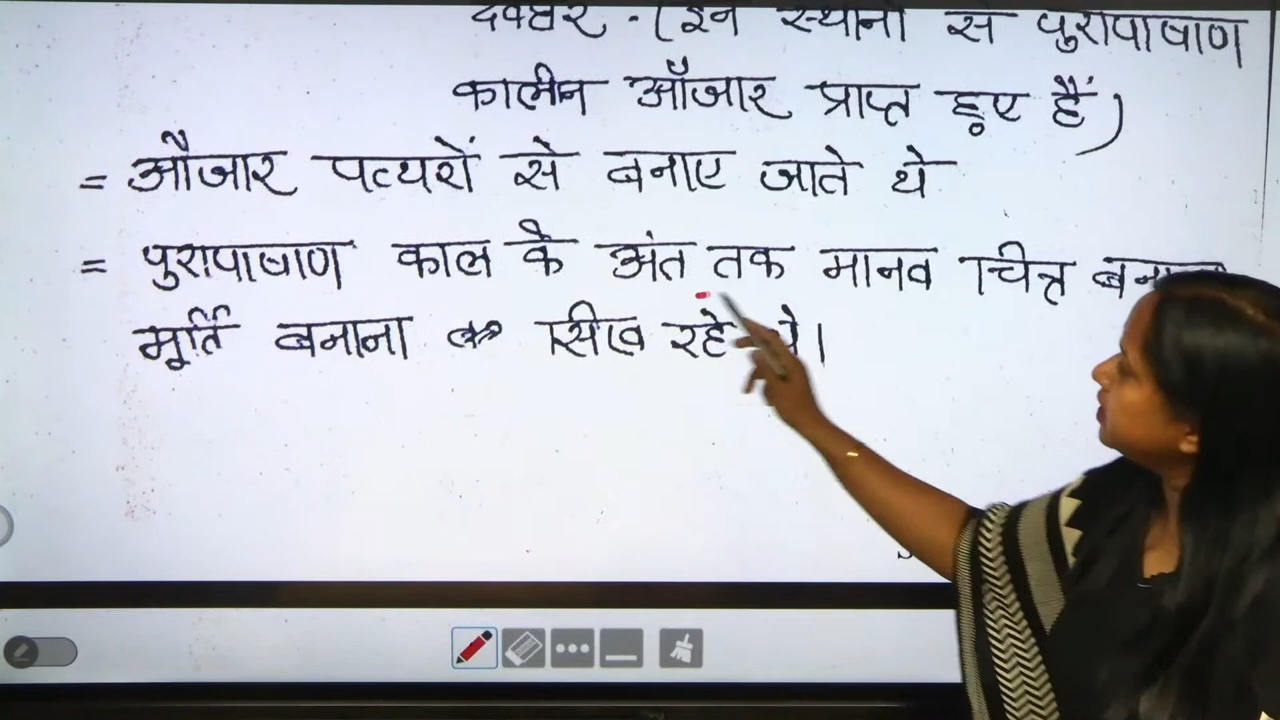 (इन स्थानों से पुरापाषाण
कालीन औजार प्राप्त हुए हैं)
= औजार पत्थरों से बनाए जाते थे
= पुरापाषाण काल के अंत तक मानव चित्र
मूर्ति बनाना सीख रहे थे।